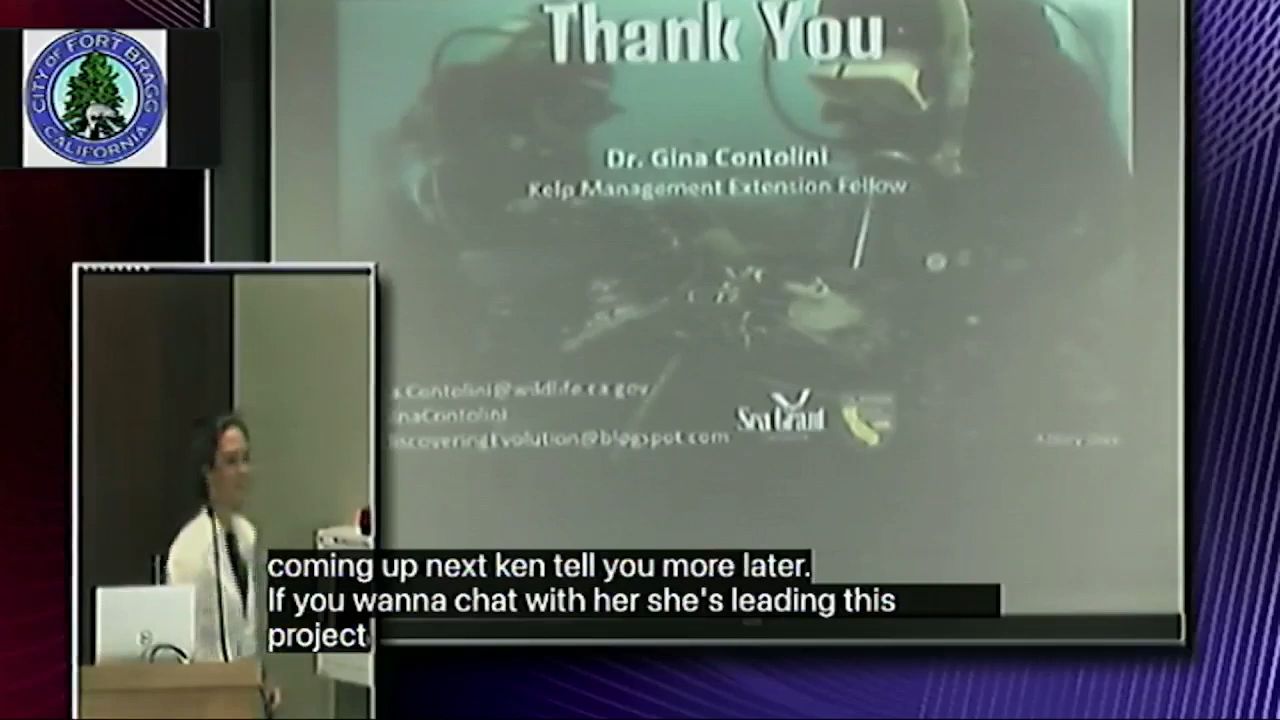 CITY OF FORT BRAGG
CALIFORNIA
Thank You
Dr. Gina Contolini
Kelp Management Extension Fellow
a.Contolini@wildlife.ca.gov
inaContolini
iscoveringEvolution@blogspot.com
Sea Grant
coming up next ken tell you more later.
If you wanna chat with her she's leading this
project